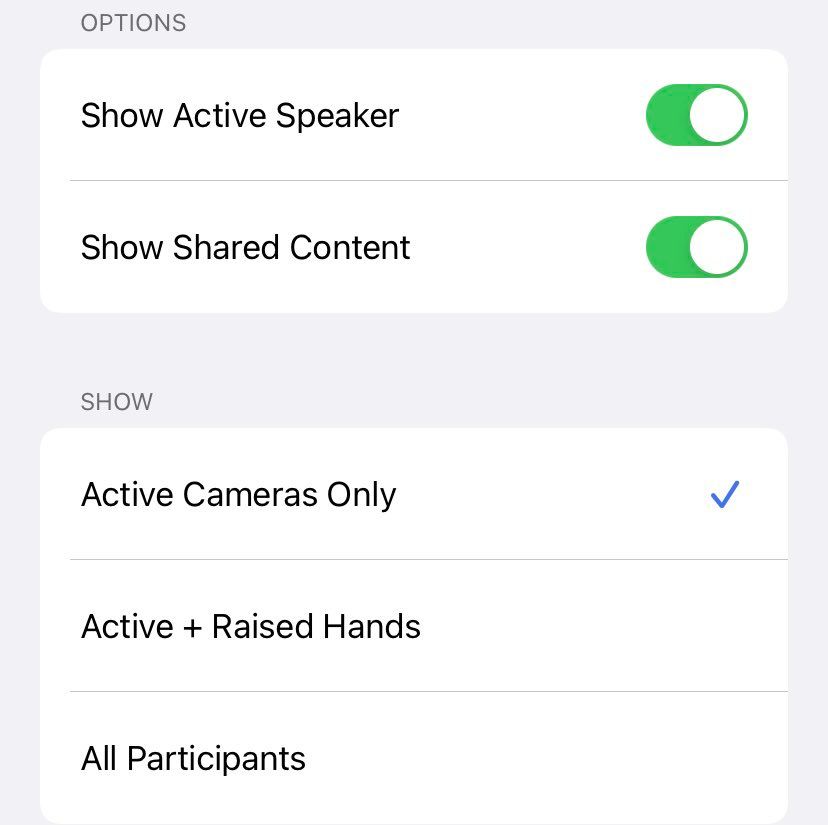 OPTIONS
Show Active Speaker
Show Shared Content
SHOW
Active Cameras Only
Active + Raised Hands
All Participants